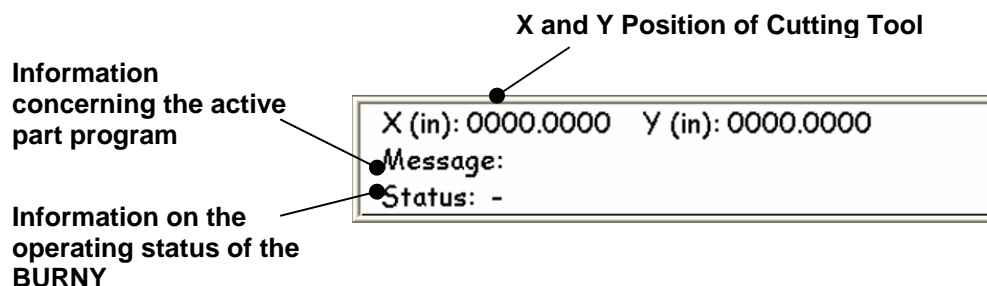 X and Y Position of Cutting Tool
Information
concerning the active
part program
X (in): 0000.0000 Y (in): 0000.0000
Message:
Status: -
Information on the
operating status of the
BURNY